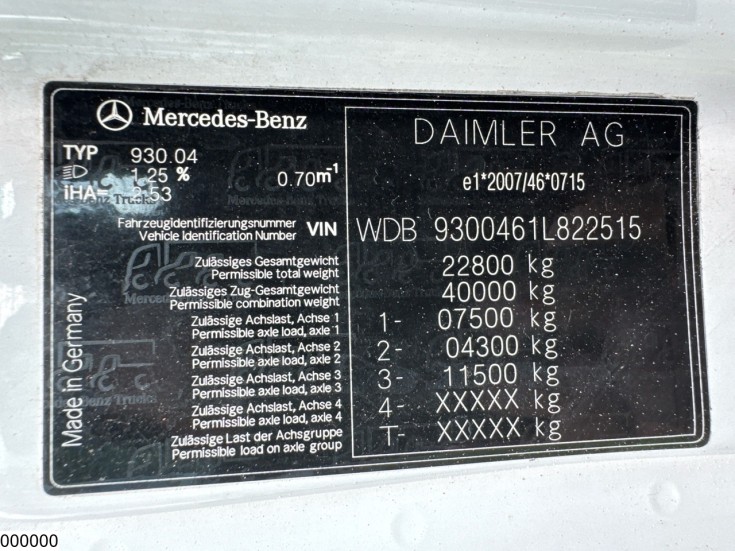 Mercedes-Benz
TYP 930.04
1.25 % 0.70m⁻¹
iHA= 9.53
Fahrzeugidentifizierungsnummer
Vehicle Identification Number VIN
Zulässiges Gesamtgewicht
Permissible total weight
Zulässiges Zug-Gesamtgewicht
Permissible combination weight
Zulässige Achslast, Achse 1
Permissible axle load, axle 1
Zulässige Achslast, Achse 2
Permissible axle load, axle 2
Zulässige Achslast, Achse 3
Permissible axle load, axle 3
Zulässige Achslast, Achse 4
Permissible axle load, axle 4
Zulässige Last der Achsgruppe
Permissible load on axle group
Made in Germany
DAIMLER AG
e1*2007/46*0715
WDB 9300461L822515
22800 kg
40000 kg
1- 07500 kg
2- 04300 kg
3- 11500 kg
4- XXXXX kg
T- XXXXX kg
000000